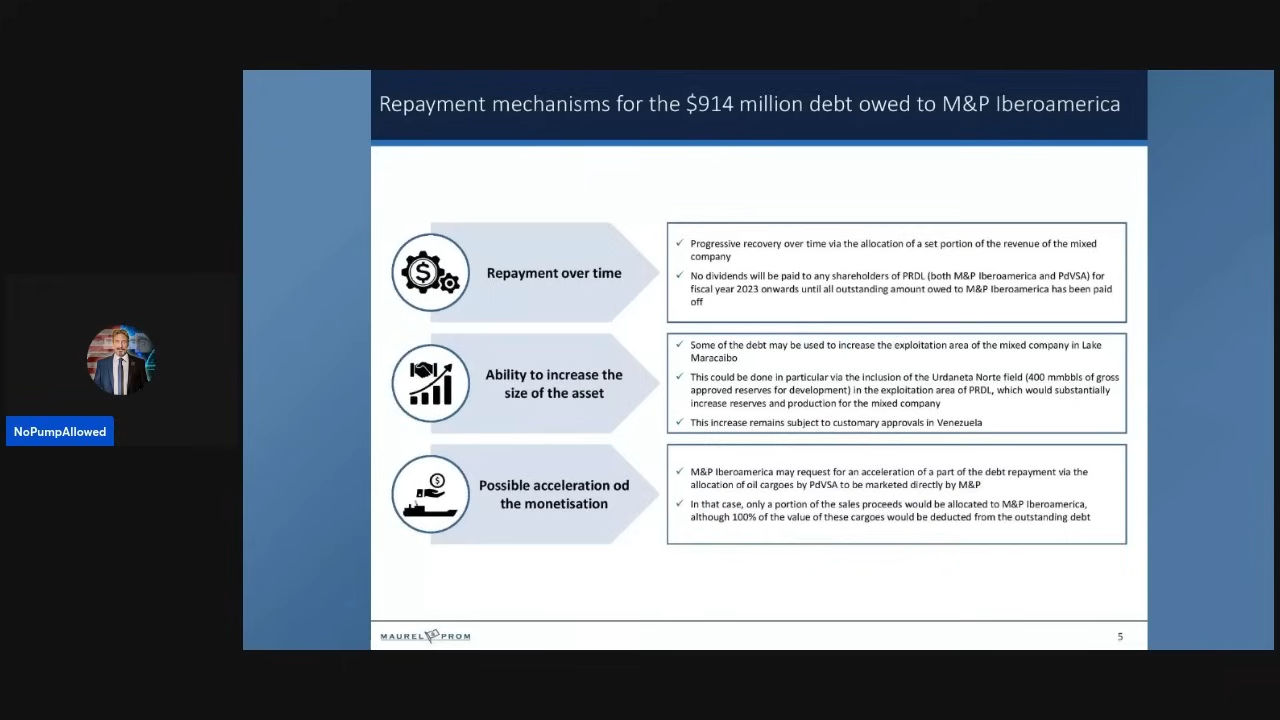 Repayment mechanisms for the $914 million debt owed to M&P Iberoamerica
Repayment over time
✓ Progressive recovery over time via the allocation of a set portion of the revenue of the mixed
company
✓ No dividends will be paid to any shareholders of PRDL (both M&P Iberoamerica and PdVSA) for
fiscal year 2023 onwards until all outstanding amount owed to M&P Iberoamerica has been paid
off
Ability to increase the
size of the asset
✓ Some of the debt may be used to increase the exploitation area of the mixed company in Lake
Maracaibo
✓ This could be done in particular via the inclusion of the Urdaneta Norte field (400 mmbbls of gross
approved reserves for development) in the exploitation area of PRDL, which would substantially
increase reserves and production for the mixed company
✓ This increase remains subject to customary approvals in Venezuela
Possible acceleration od
the monetisation
✓ M&P Iberoamerica may request for an acceleration of a part of the debt repayment via the
allocation of oil cargoes by PdVSA to be marketed directly by M&P
✓ In that case, only a portion of the sales proceeds would be allocated to M&P Iberoamerica,
although 100% of the value of these cargoes would be deducted from the outstanding debt
NoPumpAllowed
MAUREL PROM
5